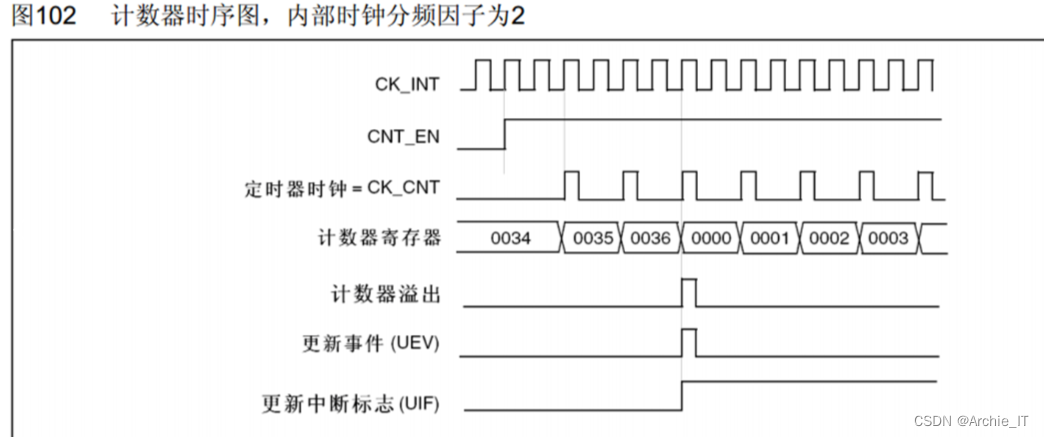 图102 计数器时序图，内部时钟分频因子为2
CK_INT
CNT_EN
定时器时钟 = CK_CNT
计数器寄存器 0034 0035 0036 0000 0001 0002 0003
计数器溢出
更新事件 (UEV)
更新中断标志 (UIF)
CSDN @Archie_IT